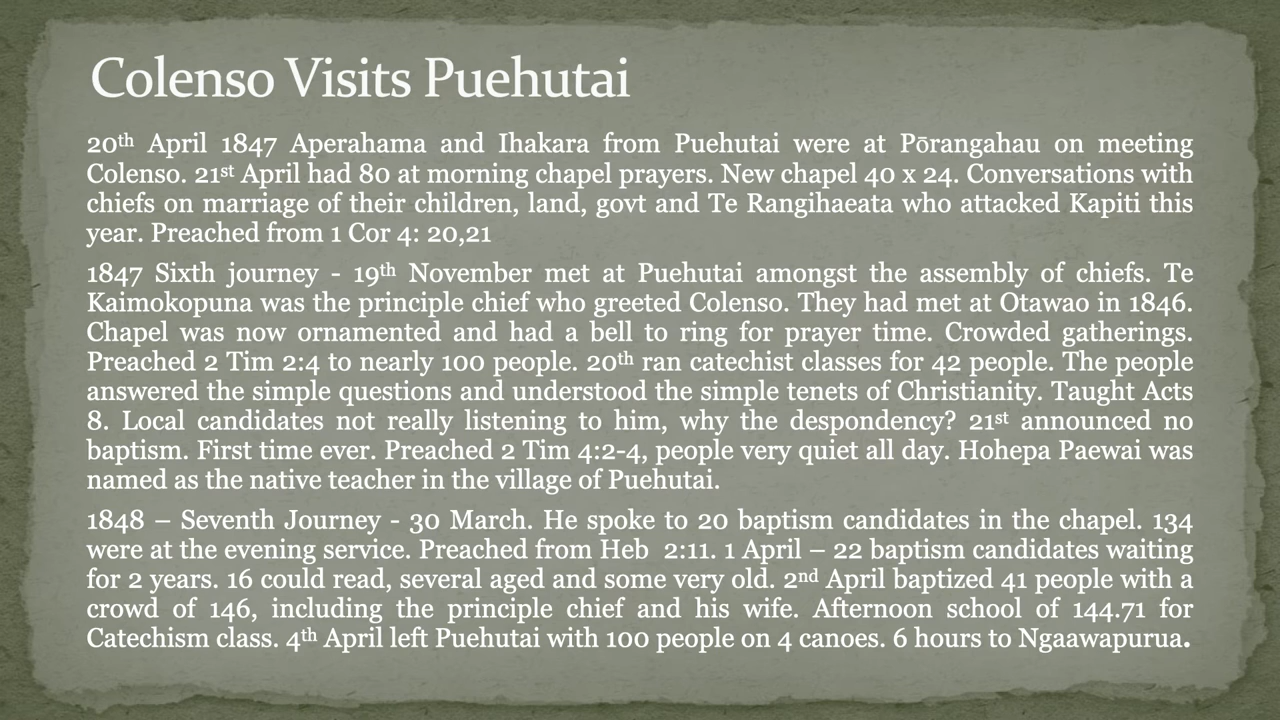 Colenso Visits Puehutai
20th April 1847 Aperahama and Ihakara from Puehutai were at Pōrangahau on meeting
Colenso. 21st April had 80 at morning chapel prayers. New chapel 40 x 24. Conversations with
chiefs on marriage of their children, land, govt and Te Rangihaeata who attacked Kapiti this
year. Preached from 1 Cor 4: 20,21
1847 Sixth journey - 19th November met at Puehutai amongst the assembly of chiefs. Te
Kaimokopuna was the principle chief who greeted Colenso. They had met at Otawao in 1846.
Chapel was now ornamented and had a bell to ring for prayer time. Crowded gatherings.
Preached 2 Tim 2:4 to nearly 100 people. 20th ran catechist classes for 42 people. The people
answered the simple questions and understood the simple tenets of Christianity. Taught Acts
8. Local candidates not really listening to him, why the despondency? 21st announced no
baptism. First time ever. Preached 2 Tim 4:2-4, people very quiet all day. Hohepa Paewai was
named as the native teacher in the village of Puehutai.
1848 – Seventh Journey - 30 March. He spoke to 20 baptism candidates in the chapel. 134
were at the evening service. Preached from Heb 2:11. 1 April – 22 baptism candidates waiting
for 2 years. 16 could read, several aged and some very old. 2nd April baptized 41 people with a
crowd of 146, including the principle chief and his wife. Afternoon school of 144.71 for
Catechism class. 4th April left Puehutai with 100 people on 4 canoes. 6 hours to Ngaawapurua.